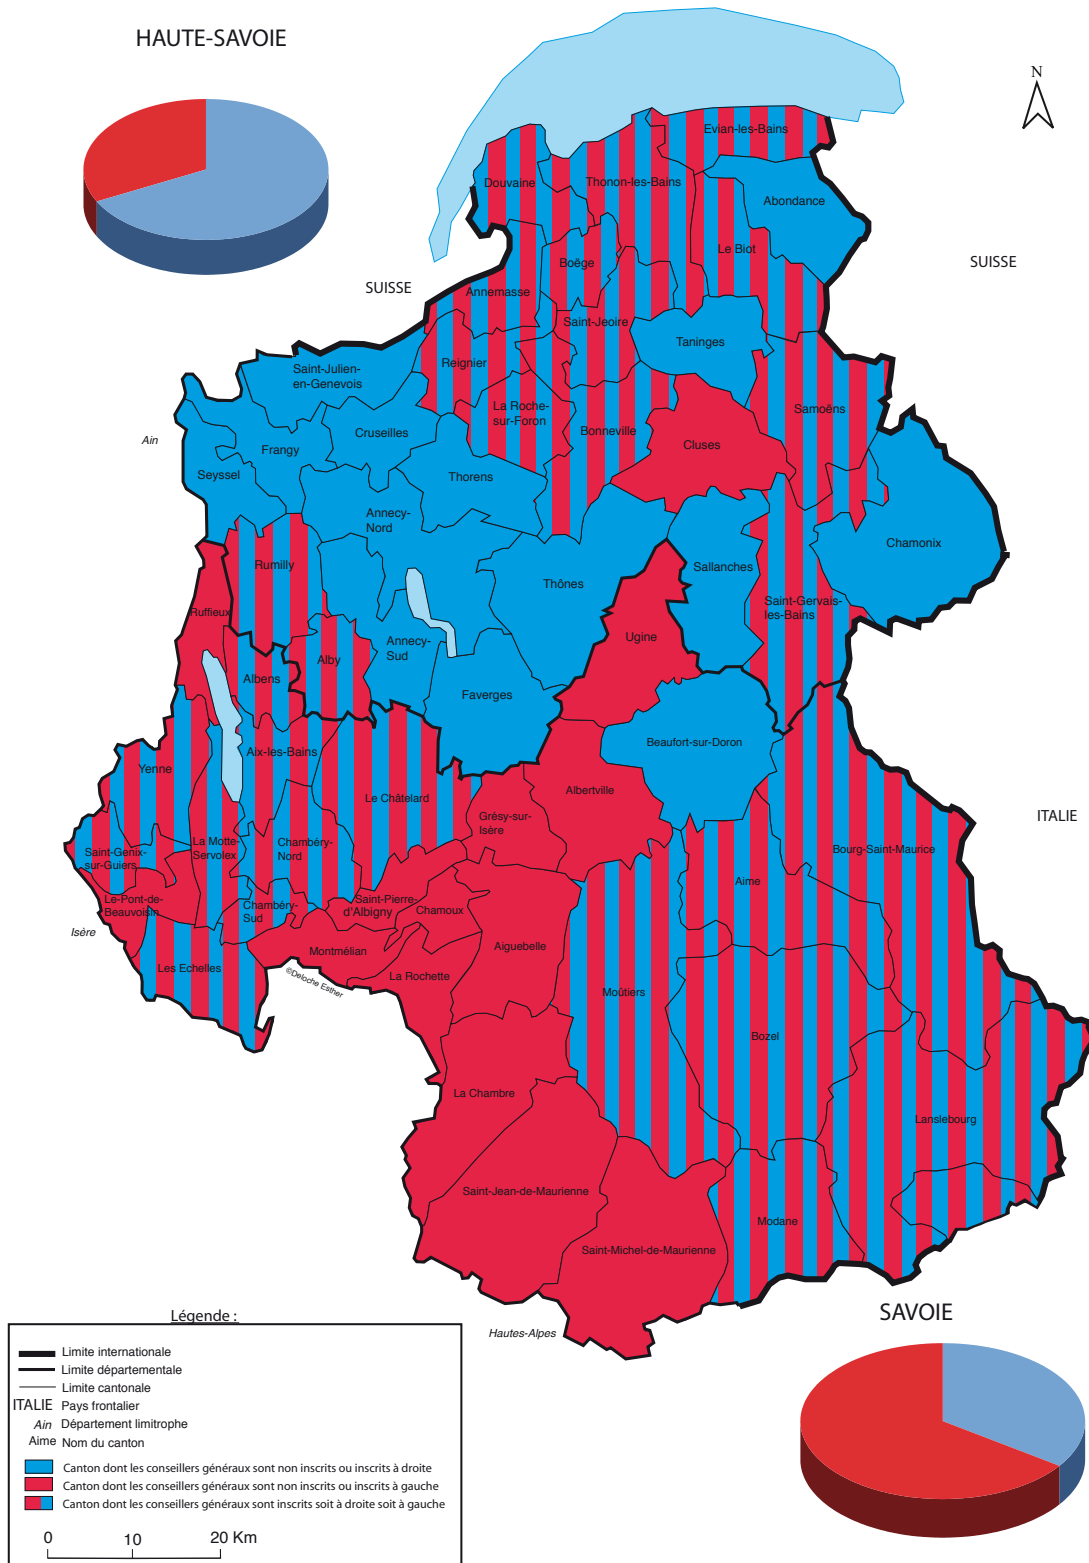 HAUTE-SAVOIE
N
Evian-les-Bains
Douvaine
Thonon-les-Bains
Abondance
Le Biot
SUISSE
Boëge
SUISSE
Annemasse
Saint-Jeoire
Taninges
Reignier
Saint-Julien-
en-Genevois
La Roche-
sur-Foron
Samoëns
Cruseilles
Bonneville
Ain
Cluses
Frangy
Seyssel
Thorens
Annecy-
Nord
Chamonix
Rumilly
Sallanches
Thônes
Saint-Gervais-
les-Bains
Ruffieux
Ugine
Annecy-
Sud
Alby
Albens
Faverges
Beaufort-sur-Doron
Aix-les-Bains
Yenne
Albertville
Le Châtelard
Grésy-sur-
Isère
ITALIE
La Motte-
Servolex
Chambéry-
Nord
Bourg-Saint-Maurice
Saint-Genix-
sur-Guiers
Aime
Le-Pont-de-
Beauvoisin
Saint-Pierre-
d'Albigny
Chambéry-
Sud
Chamoux
Isère
Aiguebelle
Montmélian
Les Echelles
La Rochette
©Deloche Esther
Moûtiers
Bozel
La Chambre
Lanslebourg
Saint-Jean-de-Maurienne
Modane
Saint-Michel-de-Maurienne
SAVOIE
Légende :
Hautes-Alpes
Limite internationale
Limite départementale
Limite cantonale
ITALIE Pays frontalier
Ain Département limitrophe
Aime Nom du canton
Canton dont les conseillers généraux sont non inscrits ou inscrits à droite
Canton dont les conseillers généraux sont non inscrits ou inscrits à gauche
Canton dont les conseillers généraux sont inscrits soit à droite soit à gauche
0 10 20 Km